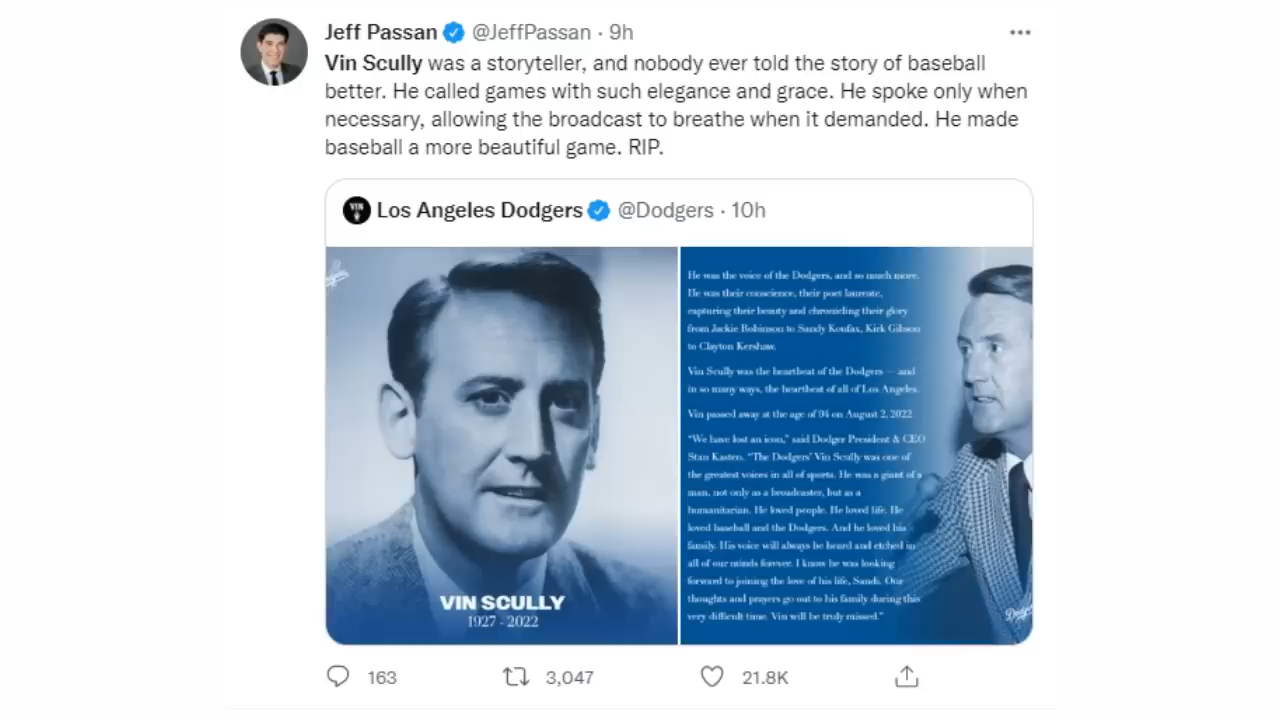 Jeff Passan @JeffPassan · 9h
Vin Scully was a storyteller, and nobody ever told the story of baseball
better. He called games with such elegance and grace. He spoke only when
necessary, allowing the broadcast to breathe when it demanded. He made
baseball a more beautiful game. RIP.
VIN
Los Angeles Dodgers @Dodgers · 10h
VIN SCULLY
1927 - 2022
He was the voice of the Dodgers, and so much more.
He was their conscience, their poet laureate,
capturing their beauty and chronicling their glory
from Jackie Robinson to Sandy Koufax, Kirk Gibson
to Clayton Kershaw.
Vin Scully was the heartbeat of the Dodgers — and
in so many ways, the heartbeat of all of Los Angeles.
Vin passed away at the age of 94 on August 2, 2022
“We have lost an icon,” said Dodger President & CEO
Stan Kasten. “The Dodgers’ Vin Scully was one of
the greatest voices in all of sports. He was a giant of a
man, not only as a broadcaster, but as a
humanitarian. He loved people. He loved life. He
loved baseball and the Dodgers. And he loved his
family. His voice will always be heard and etched in
all of our minds forever. I know he was looking
forward to joining the love of his life, Sandi. Our
thoughts and prayers go out to his family during this
very difficult time. Vin will be truly missed.”
163 3,047 21.8K